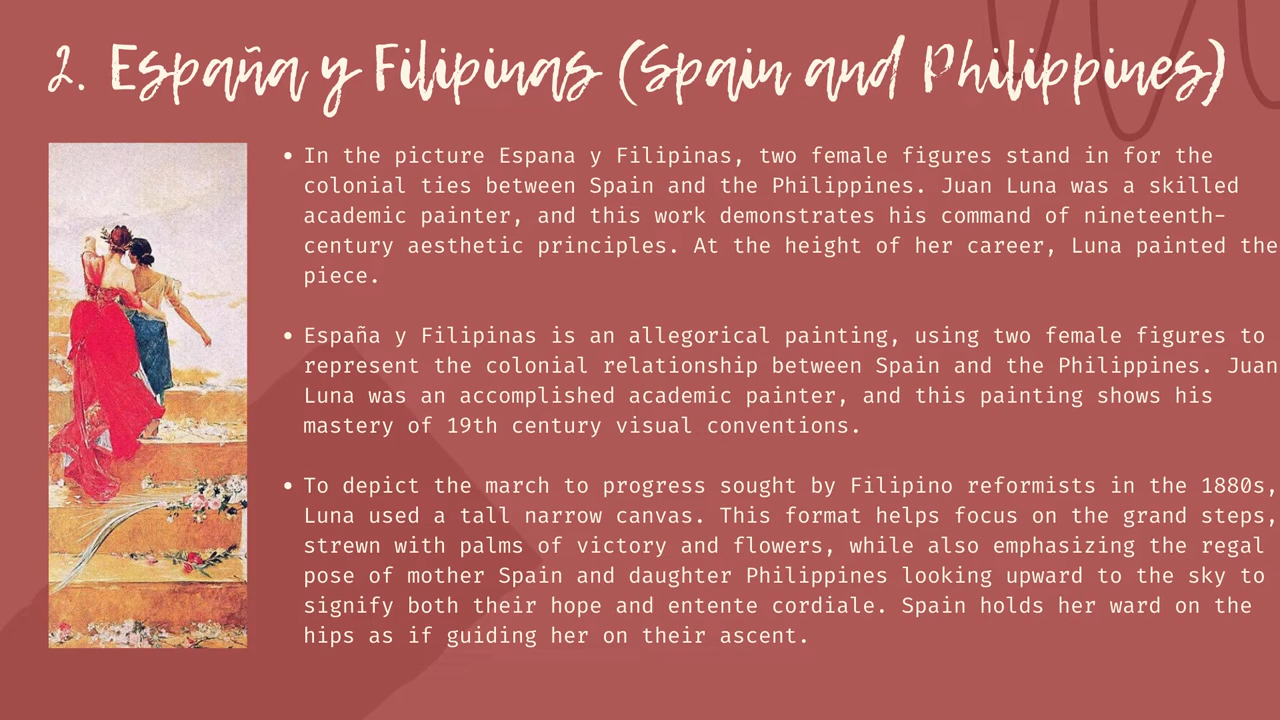 2. España y Filipinas (Spain and Philippines)
• In the picture Espana y Filipinas, two female figures stand in for the
colonial ties between Spain and the Philippines. Juan Luna was a skilled
academic painter, and this work demonstrates his command of nineteenth-
century aesthetic principles. At the height of her career, Luna painted the
piece.
• España y Filipinas is an allegorical painting, using two female figures to
represent the colonial relationship between Spain and the Philippines. Juan
Luna was an accomplished academic painter, and this painting shows his
mastery of 19th century visual conventions.
• To depict the march to progress sought by Filipino reformists in the 1880s,
Luna used a tall narrow canvas. This format helps focus on the grand steps,
strewn with palms of victory and flowers, while also emphasizing the regal
pose of mother Spain and daughter Philippines looking upward to the sky to
signify both their hope and entente cordiale. Spain holds her ward on the
hips as if guiding her on their ascent.